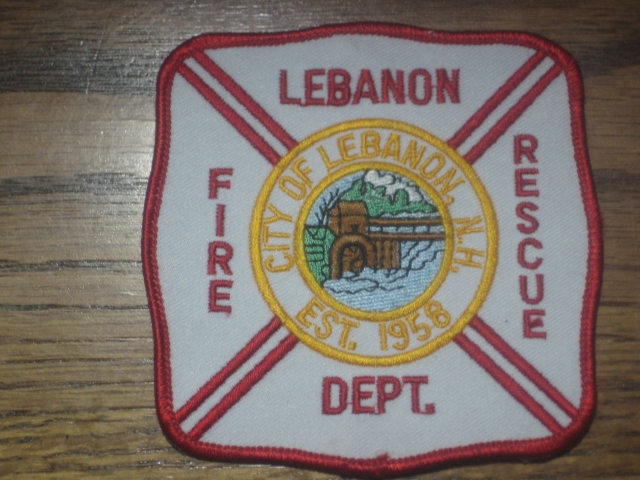 LEBANON
FIRE
RESCUE
DEPT.
CITY OF LEBANON, N.H.
EST. 1958